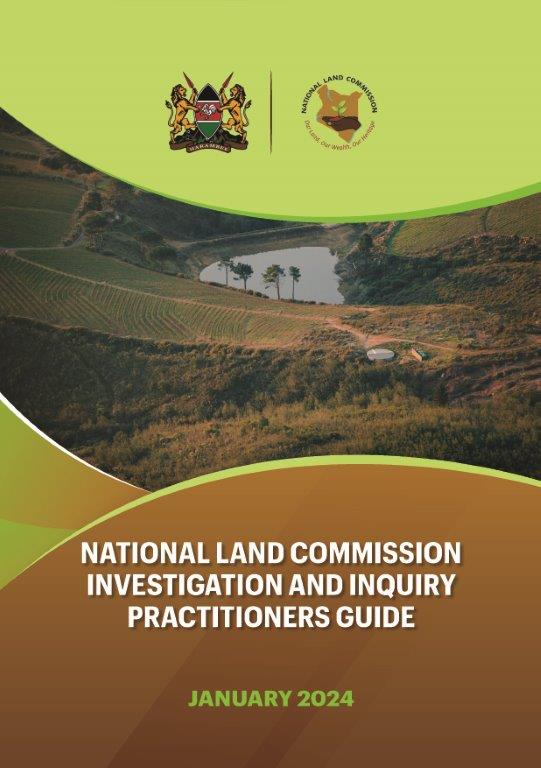 HARAMBEE
NATIONAL LAND COMMISSION
Our Land, Our Wealth, Our Heritage
NATIONAL LAND COMMISSION
INVESTIGATION AND INQUIRY
PRACTITIONERS GUIDE
JANUARY 2024